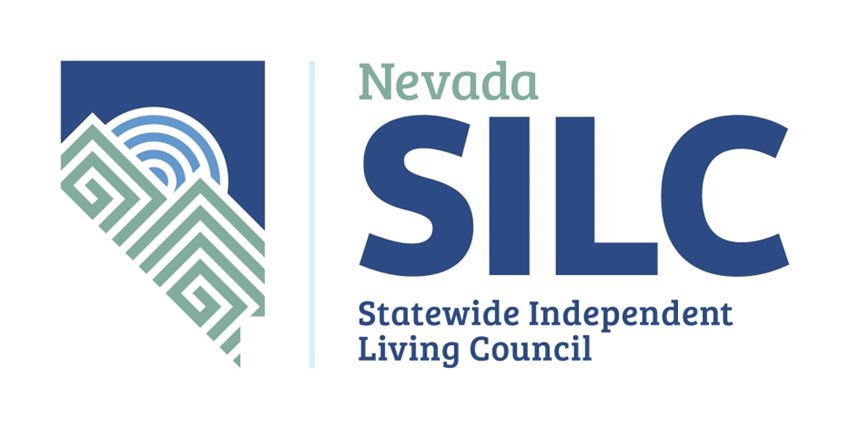 Nevada
SILC
Statewide Independent
Living Council